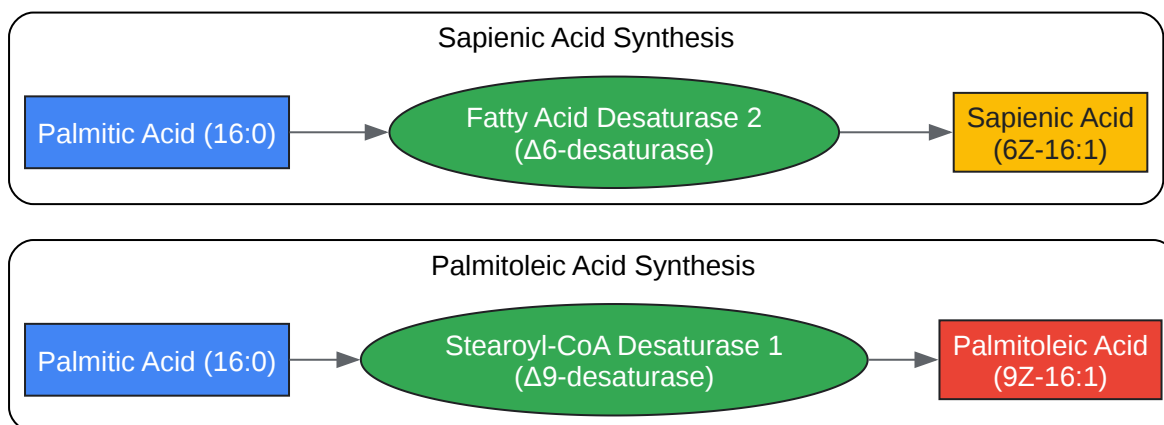 Sapienic Acid Synthesis
Palmitic Acid (16:0)
Fatty Acid Desaturase 2
(Δ6-desaturase)
Sapienic Acid
(6Z-16:1)
Palmitoleic Acid Synthesis
Palmitic Acid (16:0)
Stearoyl-CoA Desaturase 1
(Δ9-desaturase)
Palmitoleic Acid
(9Z-16:1)